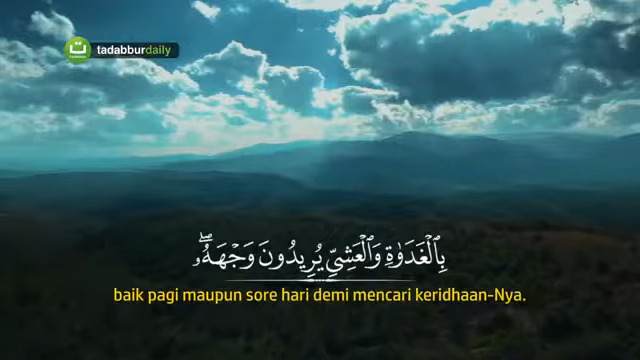 ت
tadabburdaily
بِٱلْغَدَوٰةِ وَٱلْعَشِىِّ يُرِيدُونَ وَجْهَهُۥ ۖ
baik pagi maupun sore hari demi mencari keridhaan-Nya.